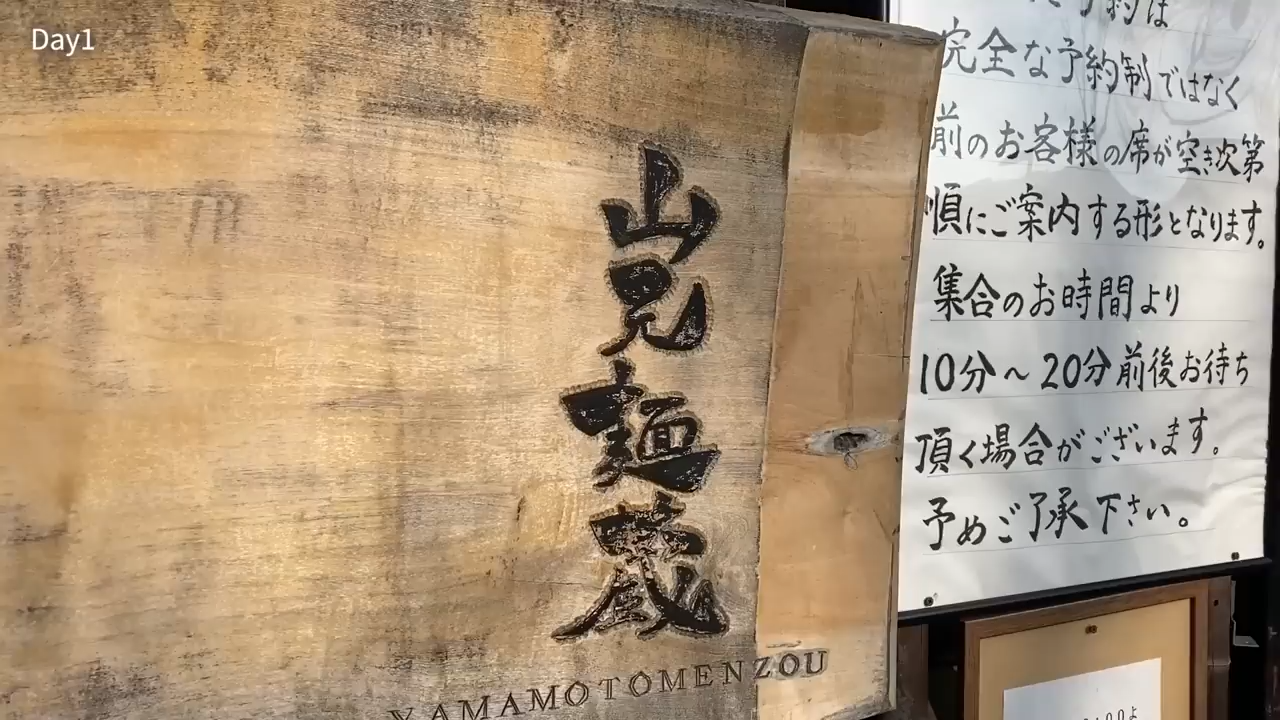 Day1
山元麺蔵
YAMAMOTOMENZOU
予約は
完全な予約制ではなく
前のお客様の席が空き次第
順にご案内する形となります。
集合のお時間より
10分〜20分前後お待ち
頂く場合がございます。
予めご了承下さい。